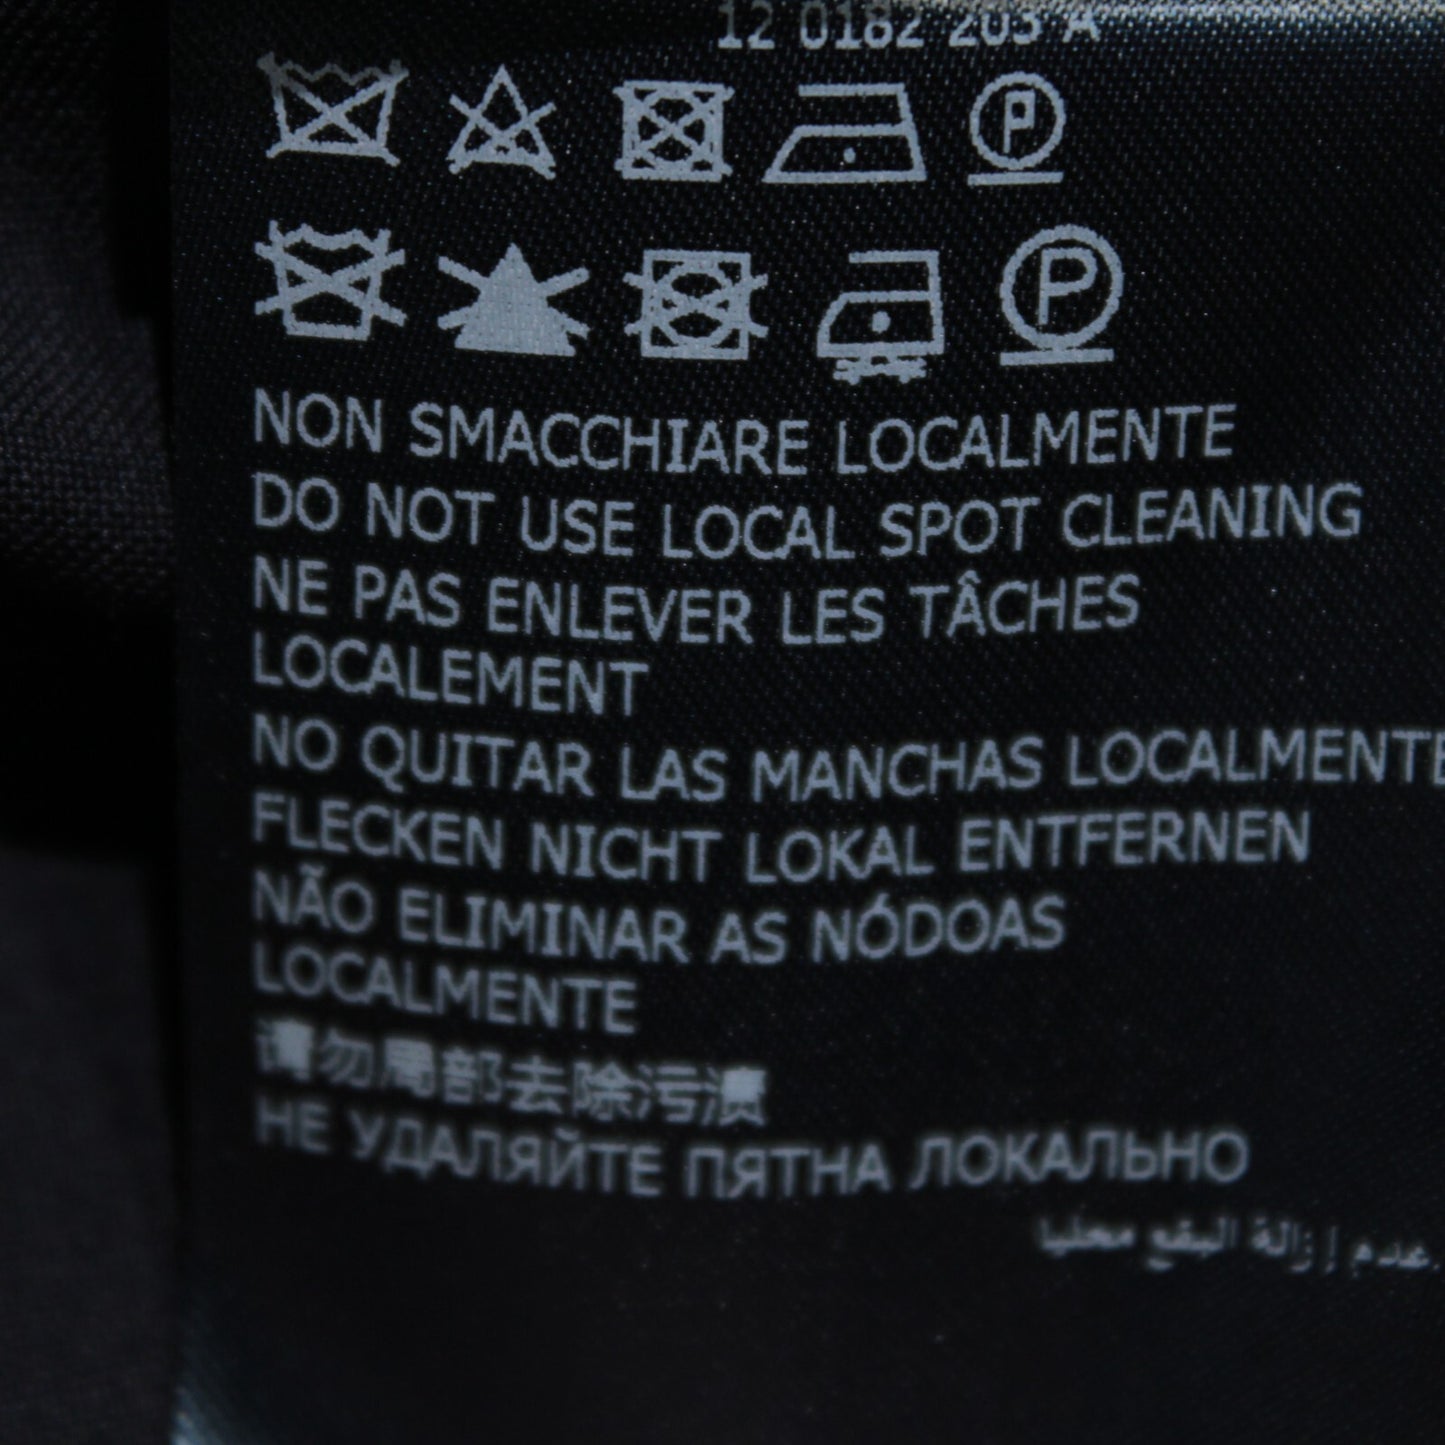 12 0182 203 A
P
P
NON SMACCHIARE LOCALMENTE
DO NOT USE LOCAL SPOT CLEANING
NE PAS ENLEVER LES TÂCHES
LOCALEMENT
NO QUITAR LAS MANCHAS LOCALMENTE
FLECKEN NICHT LOKAL ENTFERNEN
NÃO ELIMINAR AS NÓDOAS
LOCALMENTE
请勿局部去除污渍
НЕ УДАЛЯЙТЕ ПЯТНА ЛОКАЛЬНО
عدم إزالة البقع محليا.